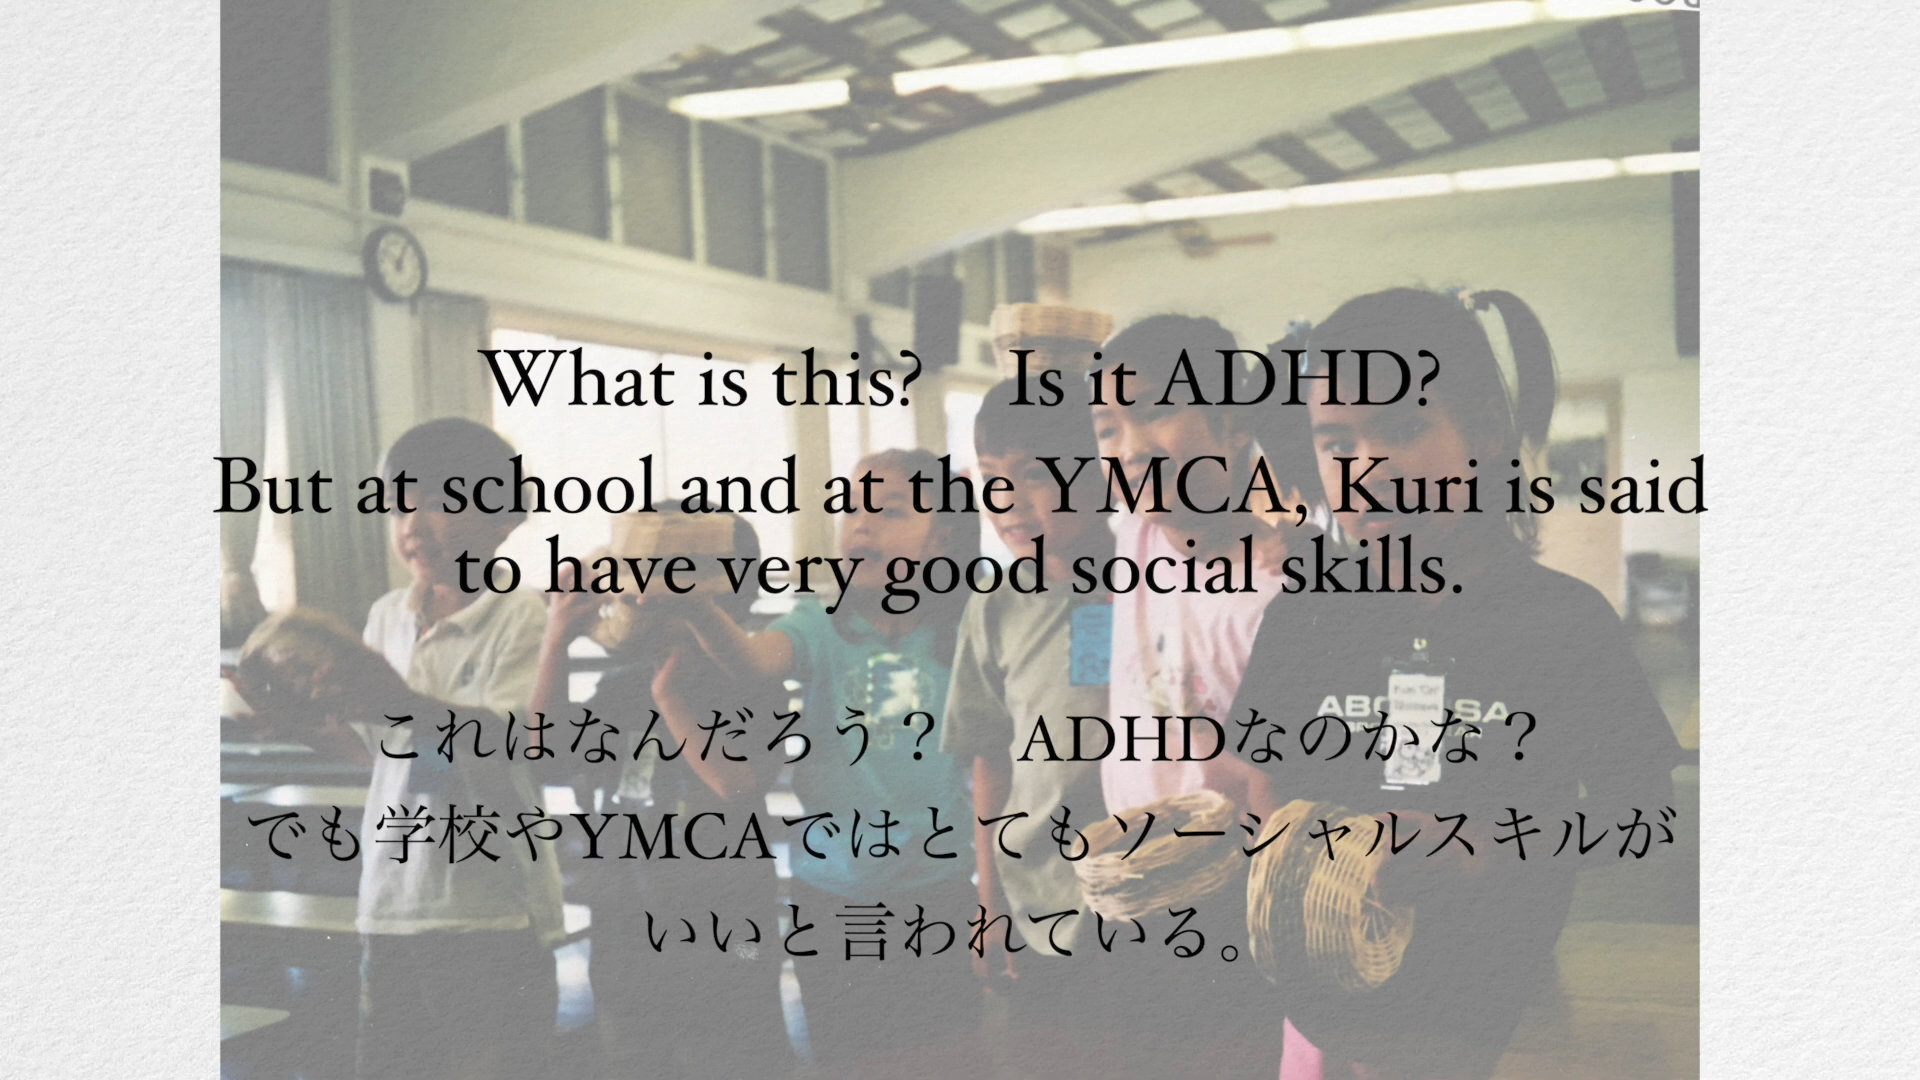 What is this?　Is it ADHD?
But at school and at the YMCA, Kuri is said
to have very good social skills.
これはなんだろう？　ADHDなのかな？
でも学校やYMCAではとてもソーシャルスキルが
いいと言われている。